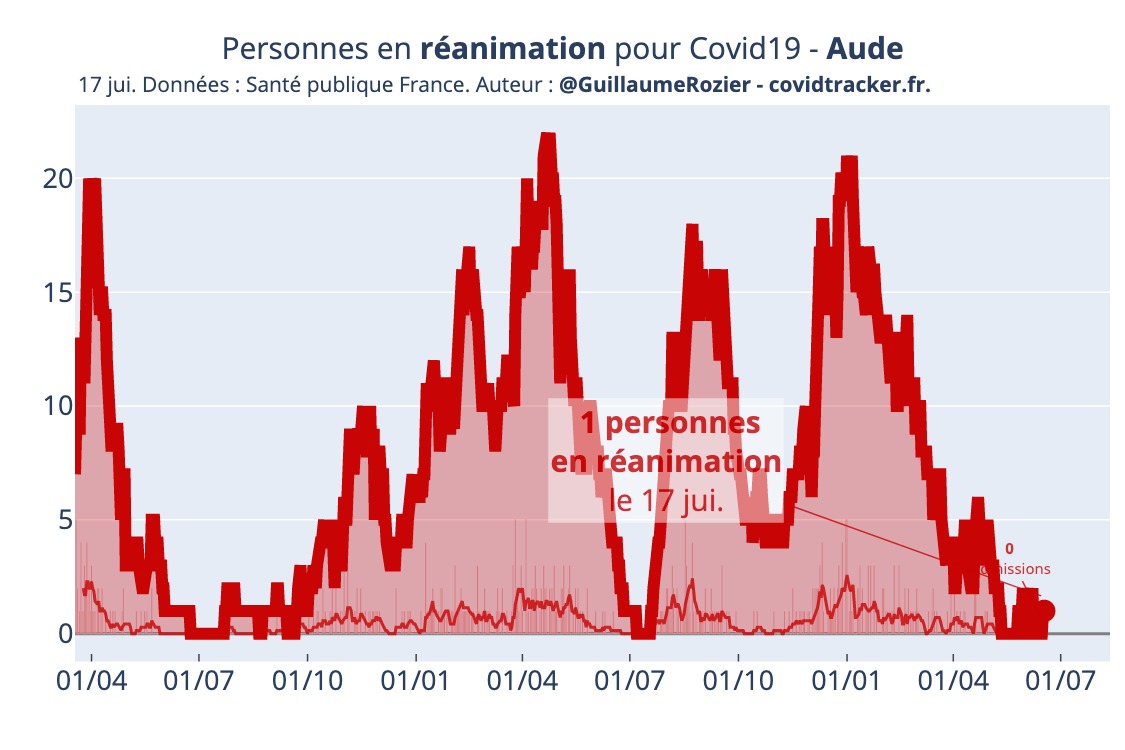 Personnes en réanimation pour Covid19 - Aude
17 jui. Données : Santé publique France. Auteur : @GuillaumeRozier - covidtracker.fr.
20
15
10
5
0
1 personnes
en réanimation
le 17 jui.
0
admissions
01/04 01/07 01/10 01/01 01/04 01/07 01/10 01/01 01/04 01/07